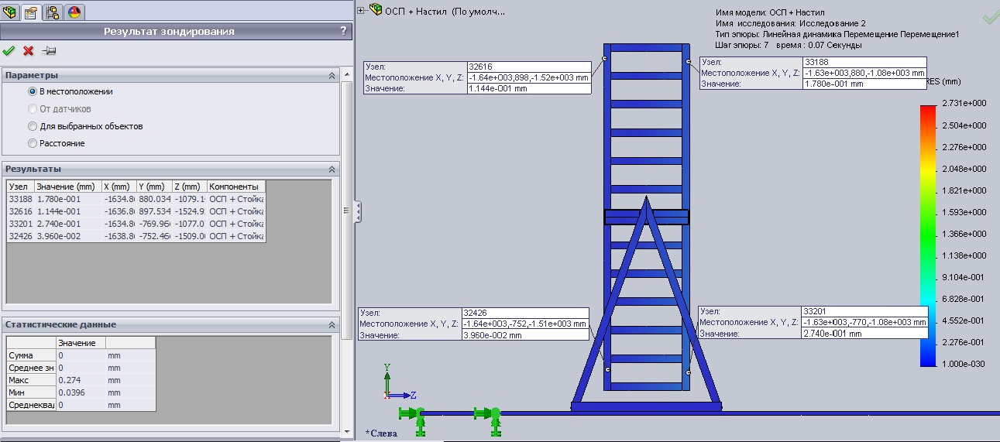 Результат зондирования
?
Параметры
В местоположении
От датчиков
Для выбранных объектов
Расстояние
Результаты
Узел Значение (mm) X (mm) Y (mm) Z (mm) Компоненты
33188 1.780e-001 -1634.8 880.034 -1079.1 ОСП + Стойк
32616 1.144e-001 -1636.8 897.534 -1524.9 ОСП + Стойк
33201 2.740e-001 -1634.8 -769.96 -1077.0 ОСП + Стойк
32426 3.960e-002 -1638.8 -752.46 -1509.0 ОСП + Стойк
Статистические данные
Значение
Сумма 0 mm
Среднее зн 0 mm
Макс 0.274 mm
Мин 0.0396 mm
Среднеквад 0 mm
ОСП + Настил (По умолч...
Имя модели: ОСП + Настил
Имя исследования: Исследование 2
Тип эпюры: Линейная динамика Перемещение Перемещение1
Шаг эпюры: 7 время : 0.07 Секунды
Узел: 32616
Местоположение X, Y, Z: -1.64e+003,898,-1.52e+003 mm
Значение: 1.144e-001 mm
Узел: 33188
Местоположение X, Y, Z: -1.63e+003,880,-1.08e+003 mm
Значение: 1.780e-001 mm
RES (mm)
2.731e+000
2.504e+000
2.276e+000
2.048e+000
1.821e+000
1.593e+000
1.366e+000
1.138e+000
9.104e-001
6.828e-001
4.552e-001
2.276e-001
1.000e-030
Узел: 32426
Местоположение X, Y, Z: -1.64e+003,-752,-1.51e+003 mm
Значение: 3.960e-002 mm
Узел: 33201
Местоположение X, Y, Z: -1.63e+003,-770,-1.08e+003 mm
Значение: 2.740e-001 mm
Y
X
Z
*Слева